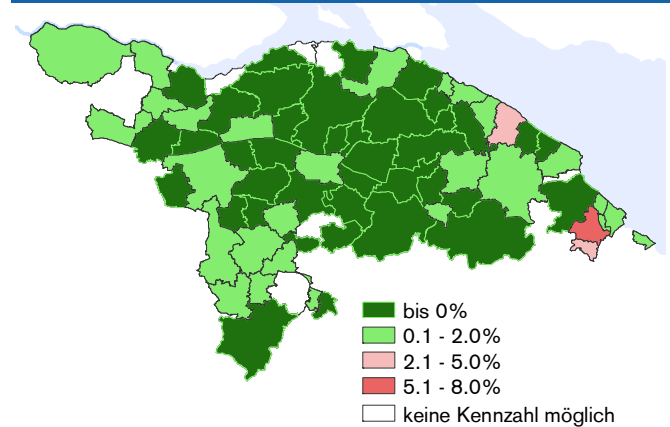 bis 0%
0.1 - 2.0%
2.1 - 5.0%
5.1 - 8.0%
keine Kennzahl möglich